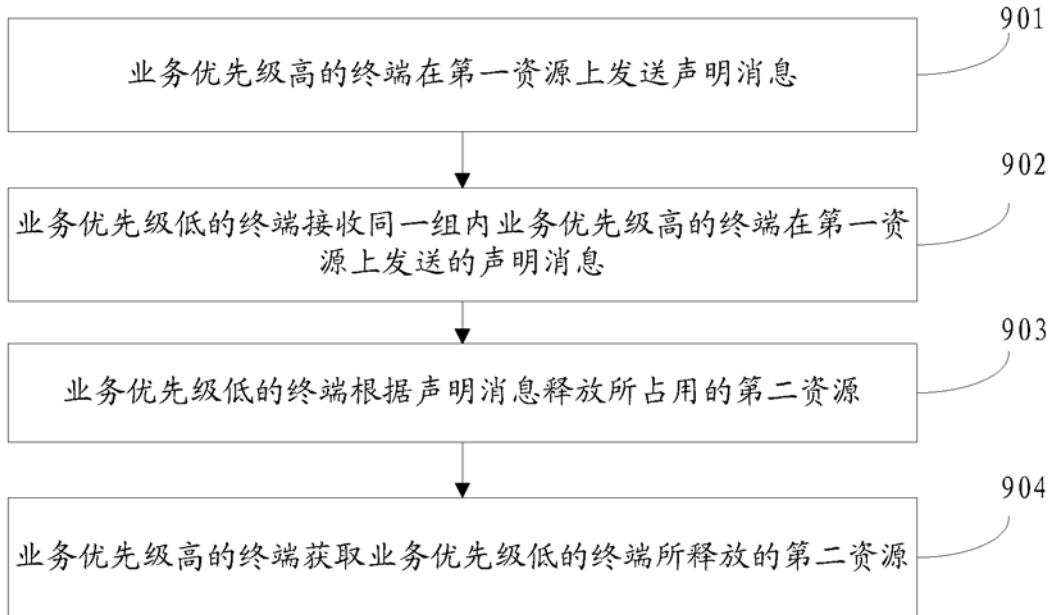 901
业务优先级高的终端在第一资源上发送声明消息
902
业务优先级低的终端接收同一组内业务优先级高的终端在第一资
源上发送的声明消息
903
业务优先级低的终端根据声明消息释放所占用的第二资源
904
业务优先级高的终端获取业务优先级低的终端所释放的第二资源